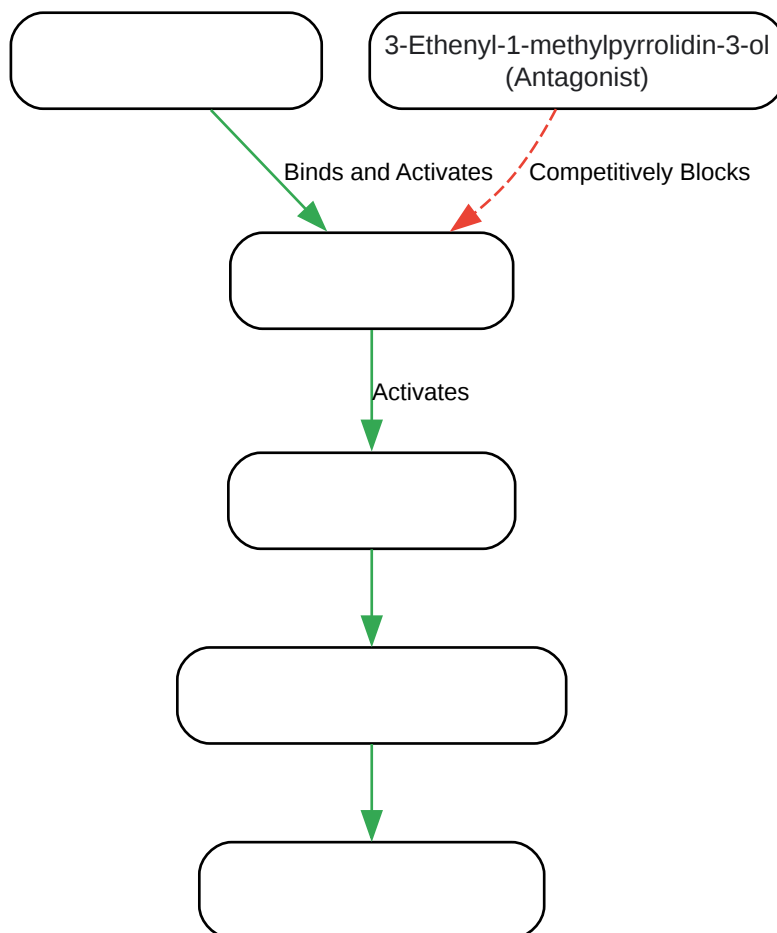 3-Ethenyl-1-methylpyrrolidin-3-ol
(Antagonist)
Binds and Activates
Competitively Blocks
Activates